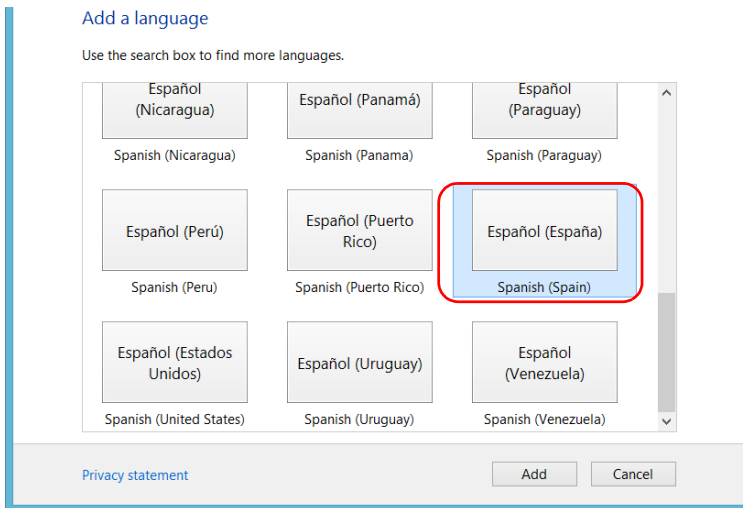 Add a language
Use the search box to find more languages.
Español
(Nicaragua)
Spanish (Nicaragua)
Español (Panamá)
Spanish (Panama)
Español
(Paraguay)
Spanish (Paraguay)
Español (Perú)
Spanish (Peru)
Español (Puerto
Rico)
Spanish (Puerto Rico)
Español (España)
Spanish (Spain)
Español (Estados
Unidos)
Spanish (United States)
Español (Uruguay)
Spanish (Uruguay)
Español
(Venezuela)
Spanish (Venezuela)
Privacy statement
Add
Cancel